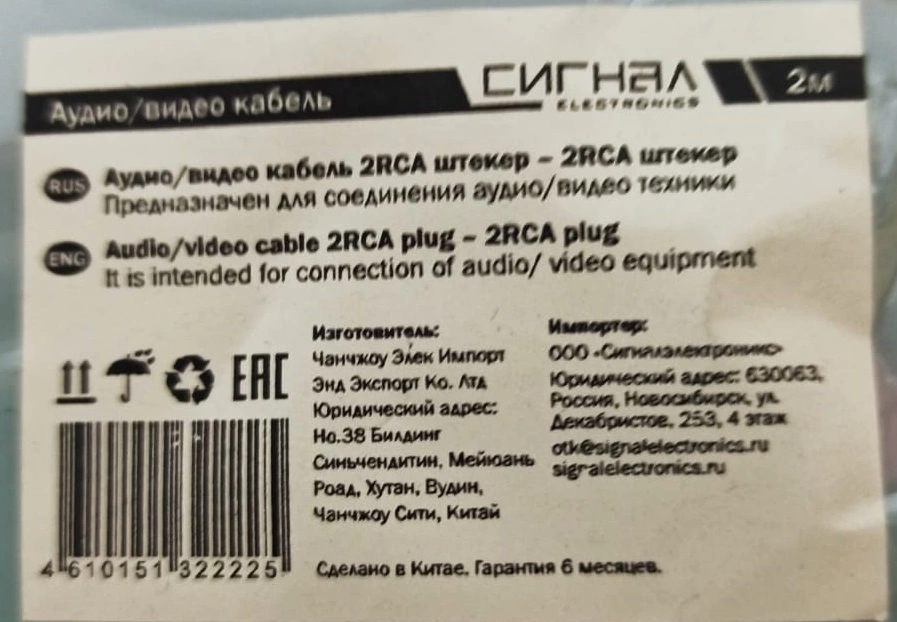 СИГНАЛ
ELECTRONICS
2м
Аудио/видео кабель
RUS
Аудио/видео кабель 2RCA штекер – 2RCA штекер
Предназначен для соединения аудио/видео техники
ENG
Audio/video cable 2RCA plug – 2RCA plug
It is intended for connection of audio/ video equipment
EAC
4 610151 322225
Изготовитель:
Чанчжоу Элек Импорт
Энд Экспорт Ко. Лтд
Юридический адрес:
Но.38 Билдинг
Синьчендитин, Мейюань
Роад, Хутан, Вудин,
Чанчжоу Сити, Китай
Импортер:
ООО «Сигналэлектроникс»
Юридический адрес: 630063,
Россия, Новосибирск, ул.
Декабристов, 253, 4 этаж
otk@signalelectronics.ru
signalelectronics.ru
Сделано в Китае. Гарантия 6 месяцев.